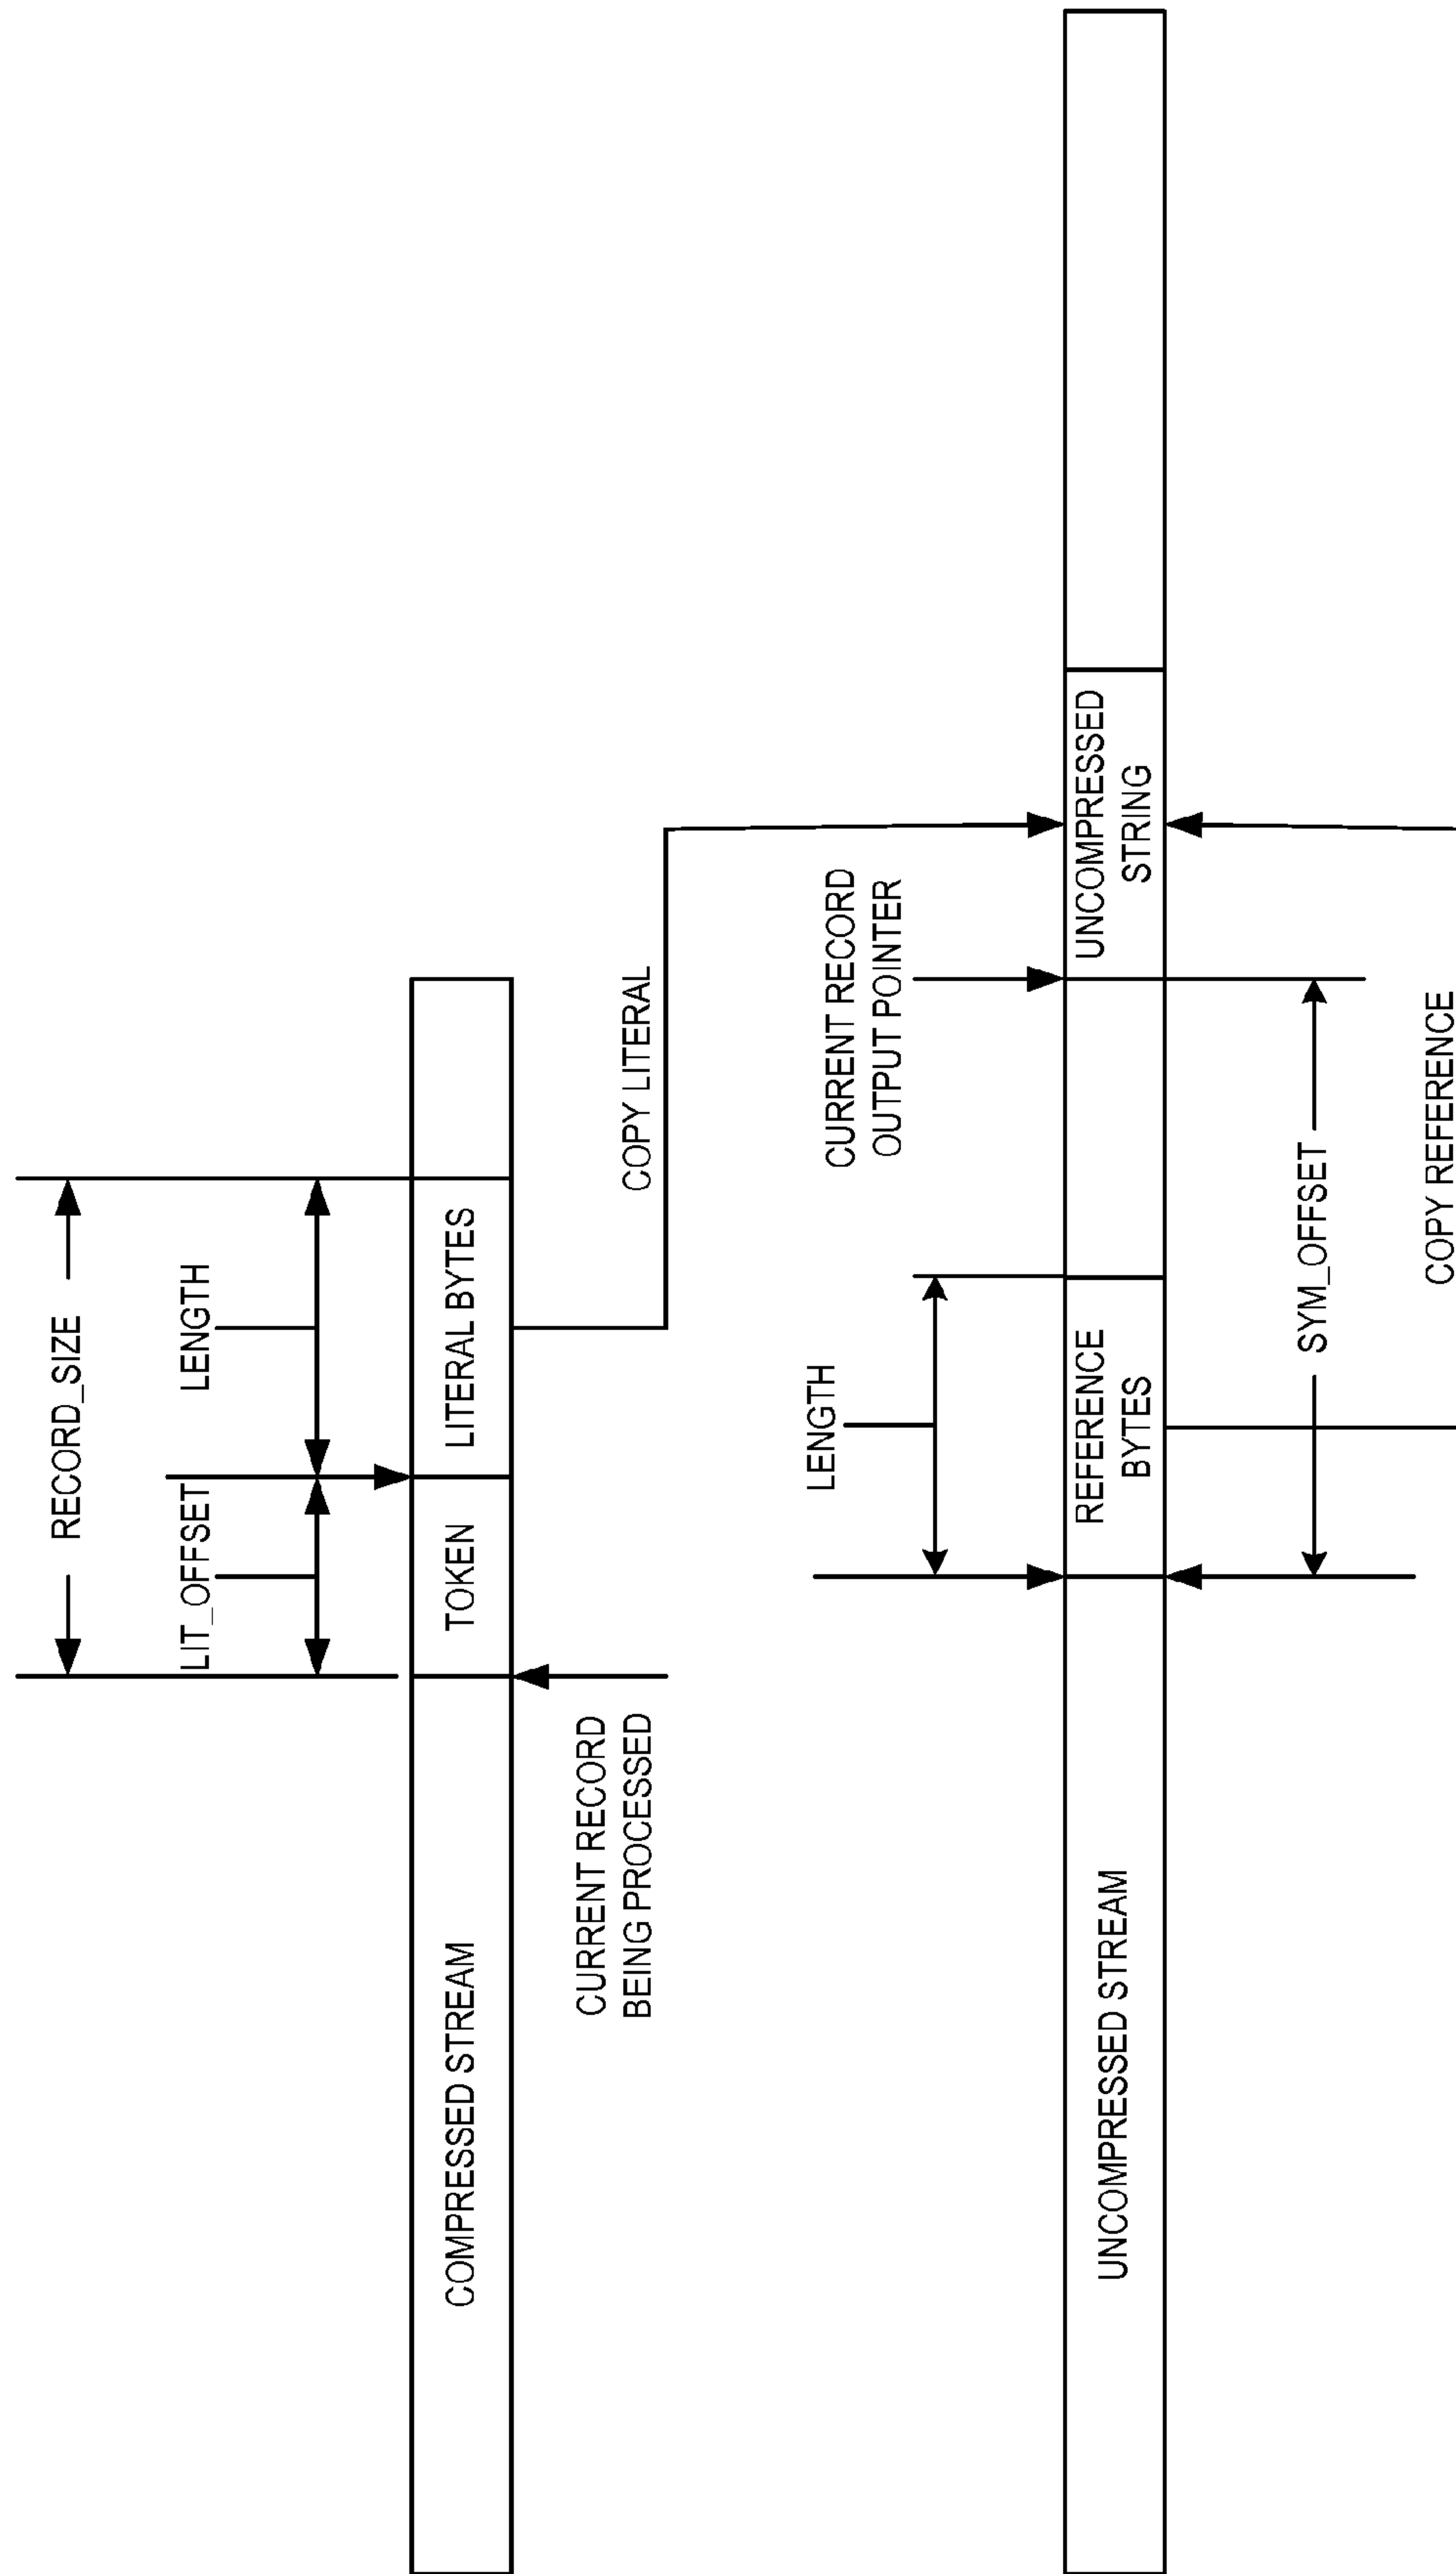 RECORD_SIZE
LIT_OFFSET
LENGTH
COMPRESSED STREAM
TOKEN
LITERAL BYTES
CURRENT RECORD
BEING PROCESSED
COPY LITERAL
LENGTH
CURRENT RECORD
OUTPUT POINTER
UNCOMPRESSED STREAM
REFERENCE
BYTES
UNCOMPRESSED
STRING
SYM_OFFSET
COPY REFERENCE